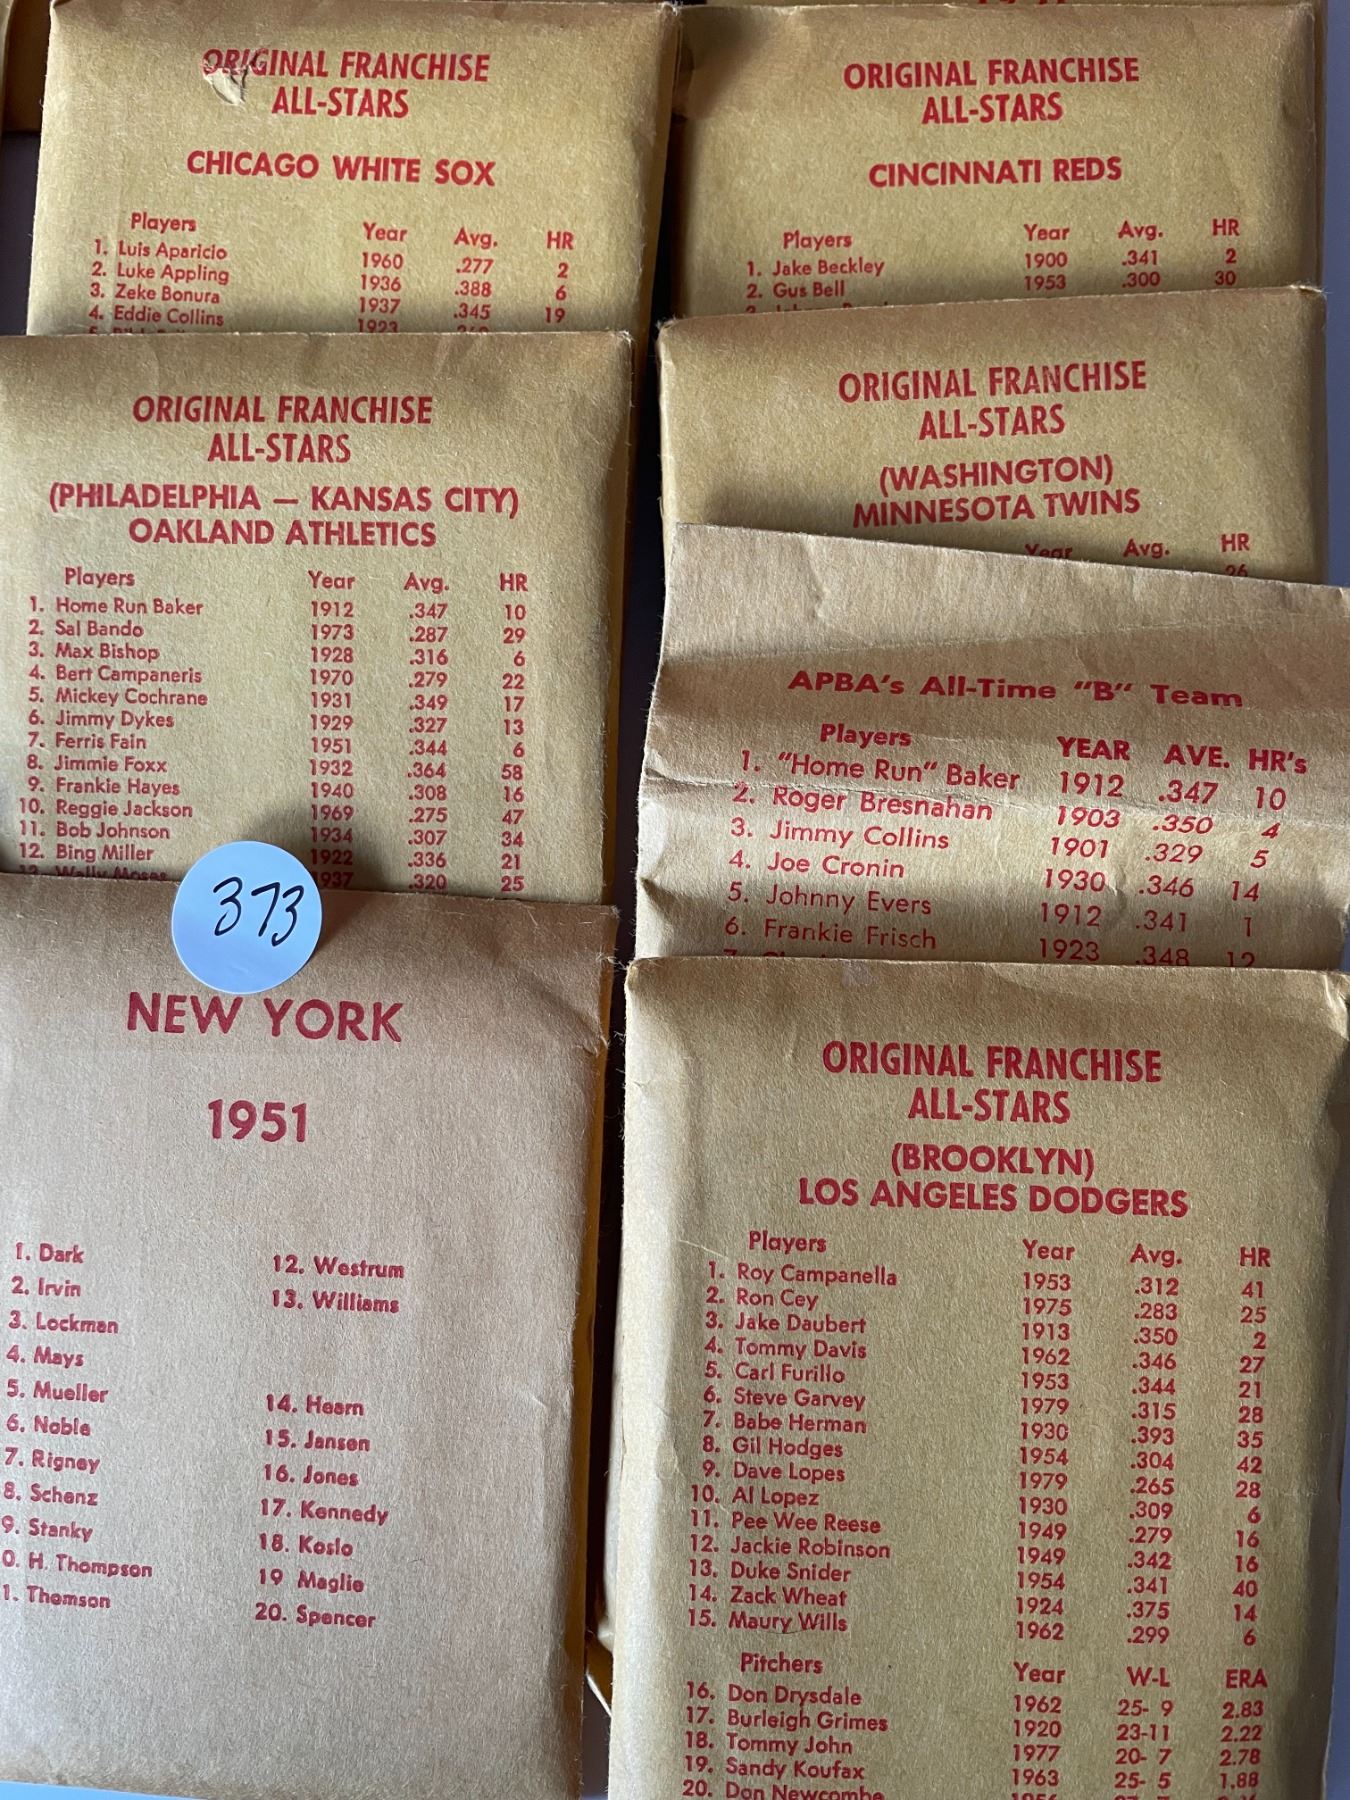 ORIGINAL FRANCHISE
ALL-STARS
CHICAGO WHITE SOX
Players Year Avg. HR
1. Luis Aparicio 1960 .277 2
2. Luke Appling 1936 .388 6
3. Zeke Bonura 1937 .345 19
4. Eddie Collins 1923
ORIGINAL FRANCHISE
ALL-STARS
CINCINNATI REDS
Players Year Avg. HR
1. Jake Beckley 1900 .341 2
2. Gus Bell 1953 .300 30
ORIGINAL FRANCHISE
ALL-STARS
(PHILADELPHIA — KANSAS CITY)
OAKLAND ATHLETICS
Players Year Avg. HR
1. Home Run Baker 1912 .347 10
2. Sal Bando 1973 .287 29
3. Max Bishop 1928 .316 6
4. Bert Campaneris 1970 .279 22
5. Mickey Cochrane 1931 .349 17
6. Jimmy Dykes 1929 .327 13
7. Ferris Fain 1951 .344 6
8. Jimmie Foxx 1932 .364 58
9. Frankie Hayes 1940 .308 16
10. Reggie Jackson 1969 .275 47
11. Bob Johnson 1934 .307 34
12. Bing Miller 1922 .336 21
13. Wally Moses 1937 .320 25
ORIGINAL FRANCHISE
ALL-STARS
(WASHINGTON)
MINNESOTA TWINS
Year Avg. HR
26
APBA's All-Time "B" Team
Players YEAR AVE. HR's
1. "Home Run" Baker 1912 .347 10
2. Roger Bresnahan 1903 .350 4
3. Jimmy Collins 1901 .329 5
4. Joe Cronin 1930 .346 14
5. Johnny Evers 1912 .341 1
6. Frankie Frisch 1923 .348 12
373
NEW YORK
1951
1. Dark
2. Irvin
3. Lockman
4. Mays
5. Mueller
6. Noble
7. Rigney
8. Schenz
9. Stanky
0. H. Thompson
1. Thomson
12. Westrum
13. Williams
14. Hearn
15. Jansen
16. Jones
17. Kennedy
18. Koslo
19 Maglie
20. Spencer
ORIGINAL FRANCHISE
ALL-STARS
(BROOKLYN)
LOS ANGELES DODGERS
Players Year Avg. HR
1. Roy Campanella 1953 .312 41
2. Ron Cey 1975 .283 25
3. Jake Daubert 1913 .350 2
4. Tommy Davis 1962 .346 27
5. Carl Furillo 1953 .344 21
6. Steve Garvey 1979 .315 28
7. Babe Herman 1930 .393 35
8. Gil Hodges 1954 .304 42
9. Dave Lopes 1979 .265 28
10. Al Lopez 1930 .309 6
11. Pee Wee Reese 1949 .279 16
12. Jackie Robinson 1949 .342 16
13. Duke Snider 1954 .341 40
14. Zack Wheat 1924 .375 14
15. Maury Wills 1962 .299 6
Pitchers Year W-L ERA
16. Don Drysdale 1962 25- 9 2.83
17. Burleigh Grimes 1920 23-11 2.22
18. Tommy John 1977 20- 7 2.78
19. Sandy Koufax 1963 25- 5 1.88
20. Don Newcombe